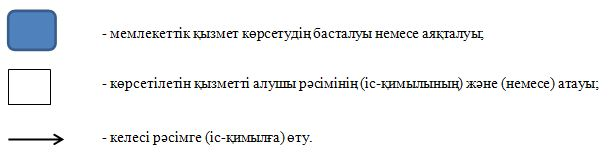 - мемлекеттік қызмет көрсетудің басталуы немесе аяқталуы;
- көрсетілетін қызметті алушы рәсімінің (іс-қимылының) және (немесе) атауы;
- келесі рәсімге (іс-қимылға) өту.